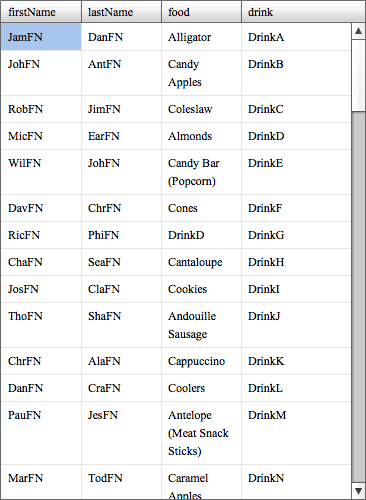 firstName lastName food drink
JamFN DanFN Alligator DrinkA
JohFN AntFN Candy DrinkB
Apples
RobFN JimFN Coleslaw DrinkC
MicFN EarFN Almonds DrinkD
WilFN JohFN Candy Bar DrinkE
(Popcorn)
DavFN ChrFN Cones DrinkF
RicFN PhiFN DrinkD DrinkG
ChaFN SeaFN Cantaloupe DrinkH
JosFN ClaFN Cookies DrinkI
ThoFN ShaFN Andouille DrinkJ
Sausage
ChrFN AlaFN Cappuccino DrinkK
DanFN CraFN Coolers DrinkL
PauFN JesFN Antelope DrinkM
(Meat Snack
Sticks)
MarFN TodFN Caramel DrinkN
Apples